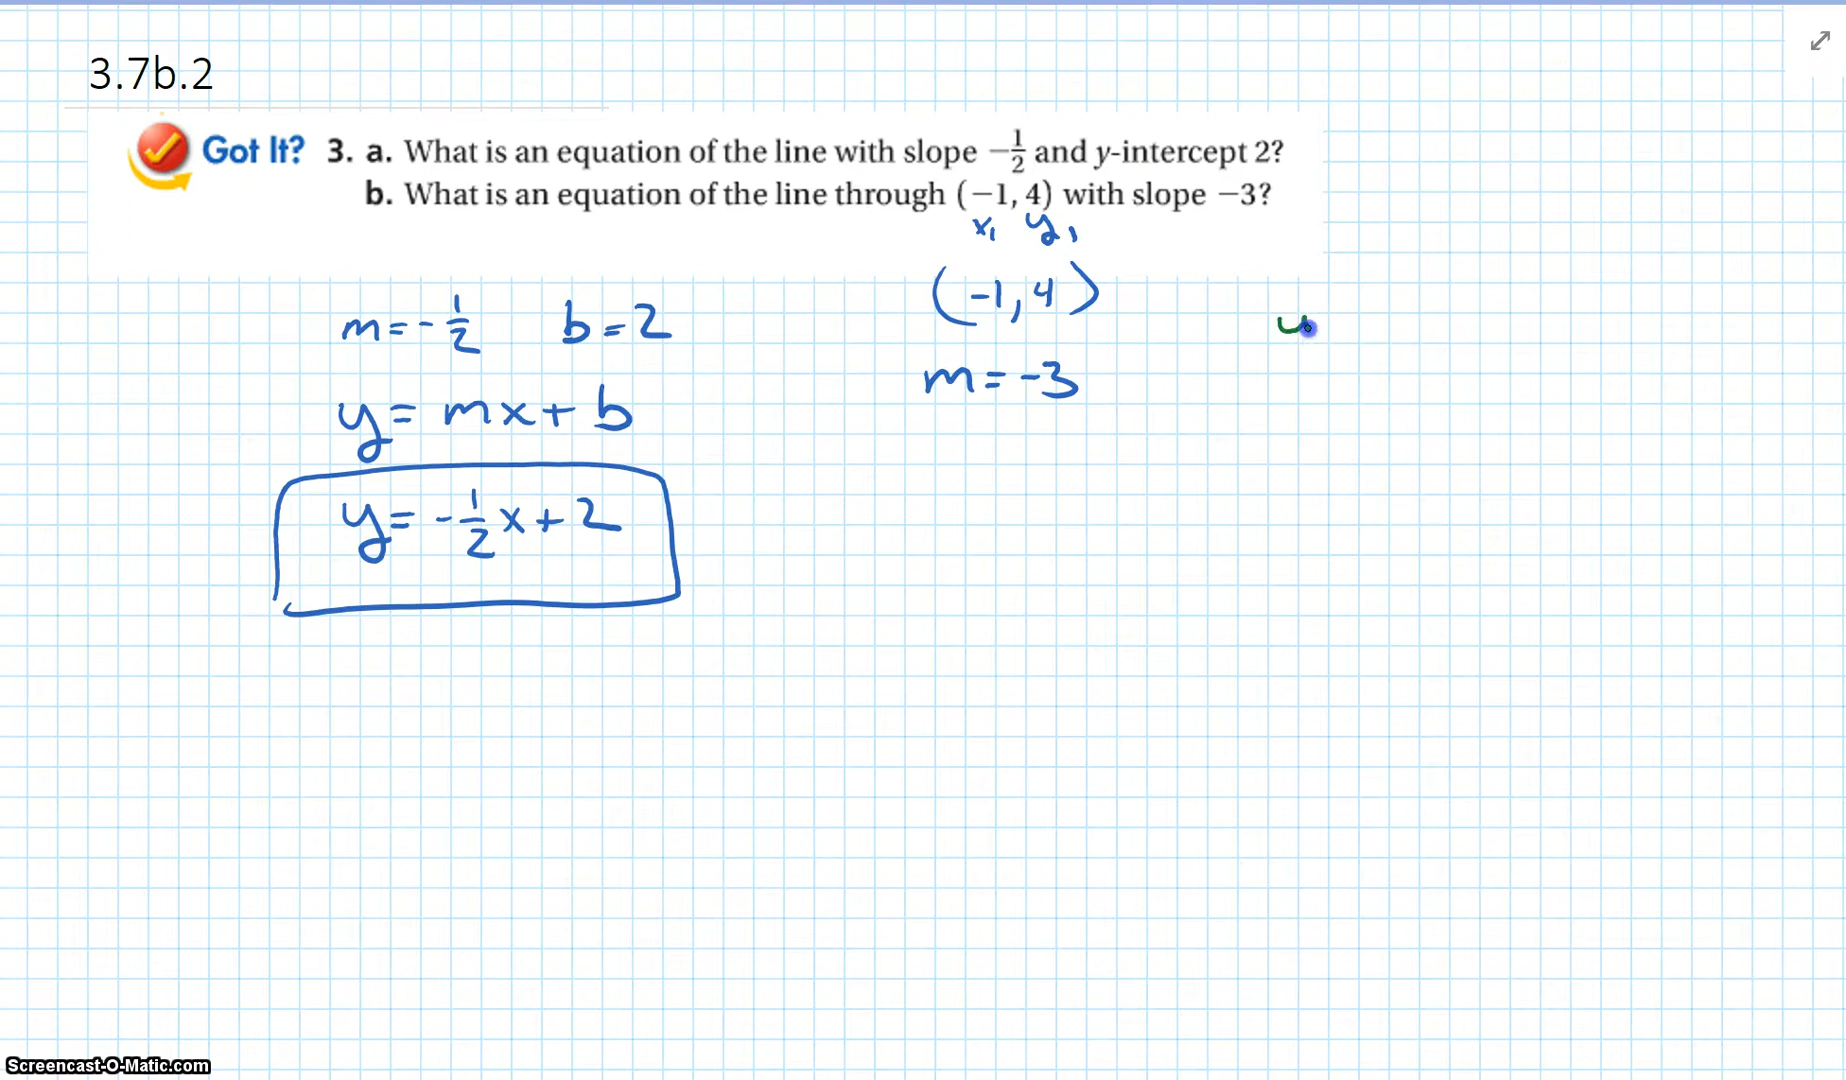 3.7b.2
Got It? 3. a. What is an equation of the line with slope −1/2 and y-intercept 2?
b. What is an equation of the line through (−1, 4) with slope −3?
x₁ y₁
m = -1/2 b = 2
y = mx + b
y = -1/2 x + 2
(-1, 4)
m = -3
Screencast-O-Matic.com